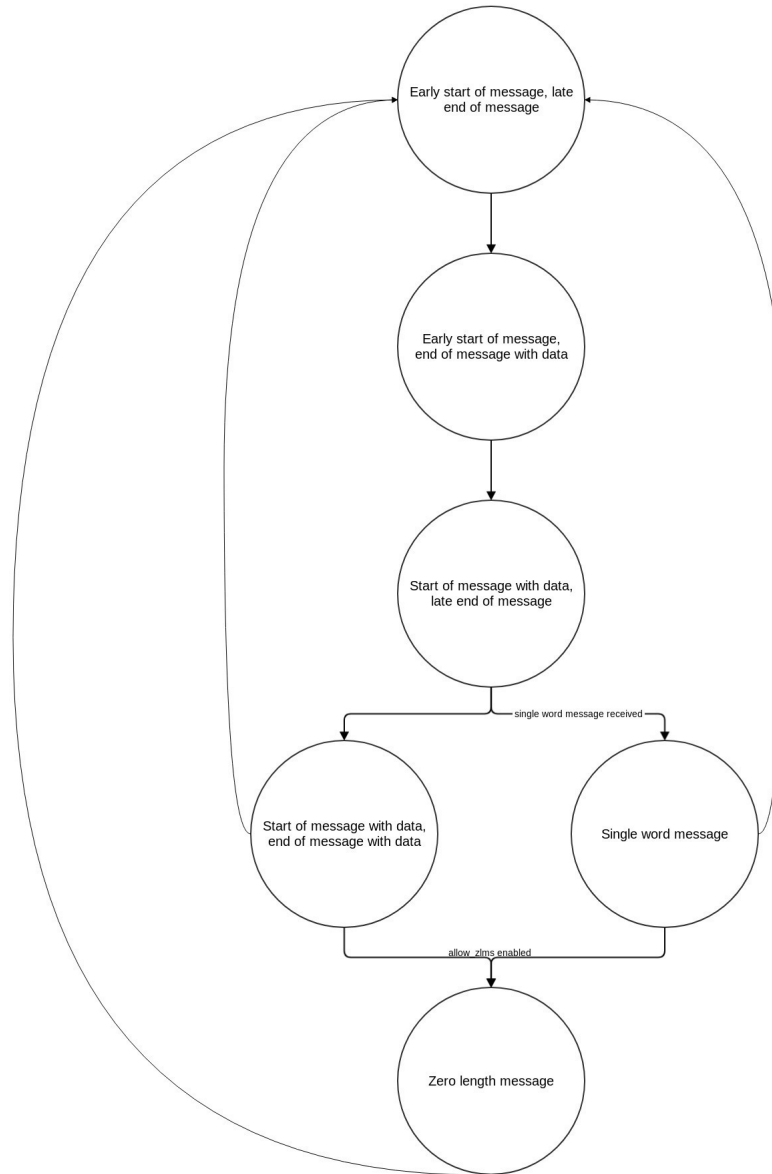 Early start of message, late
end of message
Early start of message,
end of message with data
Start of message with data,
late end of message
single word message received
Start of message with data,
end of message with data
Single word message
allow_zlms enabled
Zero length message